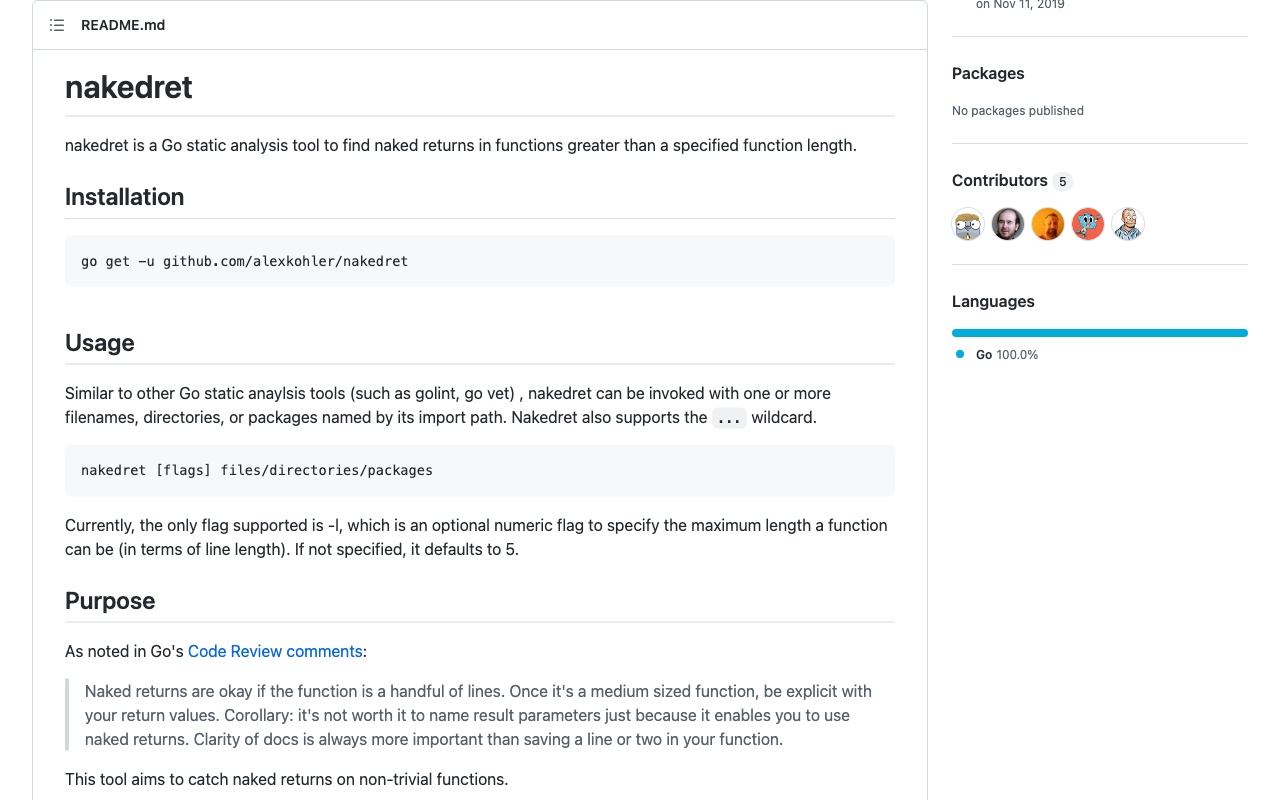 on Nov 11, 2019
README.md
nakedret
nakedret is a Go static analysis tool to find naked returns in functions greater than a specified function length.
Installation
go get -u github.com/alexkohler/nakedret
Usage
Similar to other Go static anaylsis tools (such as golint, go vet) , nakedret can be invoked with one or more
filenames, directories, or packages named by its import path. Nakedret also supports the ... wildcard.
nakedret [flags] files/directories/packages
Currently, the only flag supported is -l, which is an optional numeric flag to specify the maximum length a function
can be (in terms of line length). If not specified, it defaults to 5.
Purpose
As noted in Go's Code Review comments:
Naked returns are okay if the function is a handful of lines. Once it's a medium sized function, be explicit with
your return values. Corollary: it's not worth it to name result parameters just because it enables you to use
naked returns. Clarity of docs is always more important than saving a line or two in your function.
This tool aims to catch naked returns on non-trivial functions.
Packages
No packages published
Contributors 5
Languages
Go 100.0%